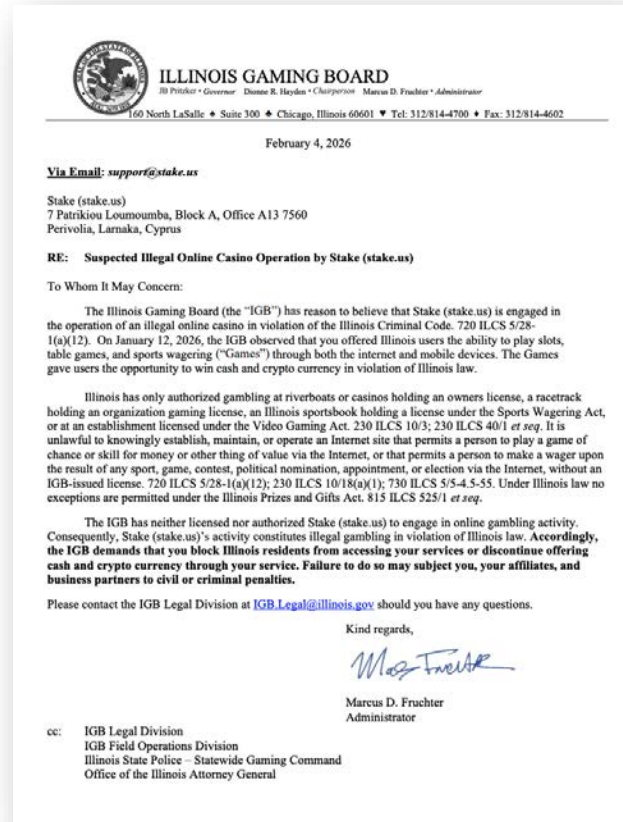 ILLINOIS GAMING BOARD
JB Pritzker • Governor Dionne R. Hayden • Chairperson Marcus D. Fruchter • Administrator
160 North LaSalle ♦ Suite 300 ♣ Chicago, Illinois 60601 ♥ Tel: 312/814-4700 ♦ Fax: 312/814-4602
February 4, 2026
Via Email: support@stake.us
Stake (stake.us)
7 Patrikiou Loumoumba, Block A, Office A13 7560
Perivolia, Larnaka, Cyprus
RE: Suspected Illegal Online Casino Operation by Stake (stake.us)
To Whom It May Concern:
The Illinois Gaming Board (the “IGB”) has reason to believe that Stake (stake.us) is engaged in
the operation of an illegal online casino in violation of the Illinois Criminal Code. 720 ILCS 5/28-
1(a)(12). On January 12, 2026, the IGB observed that you offered Illinois users the ability to play slots,
table games, and sports wagering (“Games”) through both the internet and mobile devices. The Games
gave users the opportunity to win cash and crypto currency in violation of Illinois law.
Illinois has only authorized gambling at riverboats or casinos holding an owners license, a racetrack
holding an organization gaming license, an Illinois sportsbook holding a license under the Sports Wagering Act,
or at an establishment licensed under the Video Gaming Act. 230 ILCS 10/3; 230 ILCS 40/1 et seq. It is
unlawful to knowingly establish, maintain, or operate an Internet site that permits a person to play a game of
chance or skill for money or other thing of value via the Internet, or that permits a person to make a wager upon
the result of any sport, game, contest, political nomination, appointment, or election via the Internet, without an
IGB-issued license. 720 ILCS 5/28-1(a)(12); 230 ILCS 10/18(a)(1); 730 ILCS 5/5-4.5-55. Under Illinois law no
exceptions are permitted under the Illinois Prizes and Gifts Act. 815 ILCS 525/1 et seq.
The IGB has neither licensed nor authorized Stake (stake.us) to engage in online gambling activity.
Consequently, Stake (stake.us)’s activity constitutes illegal gambling in violation of Illinois law. Accordingly,
the IGB demands that you block Illinois residents from accessing your services or discontinue offering
cash and crypto currency through your service. Failure to do so may subject you, your affiliates, and
business partners to civil or criminal penalties.
Please contact the IGB Legal Division at IGB.Legal@illinois.gov should you have any questions.
Kind regards,
Marcus D. Fruchter
Administrator
cc: IGB Legal Division
IGB Field Operations Division
Illinois State Police – Statewide Gaming Command
Office of the Illinois Attorney General